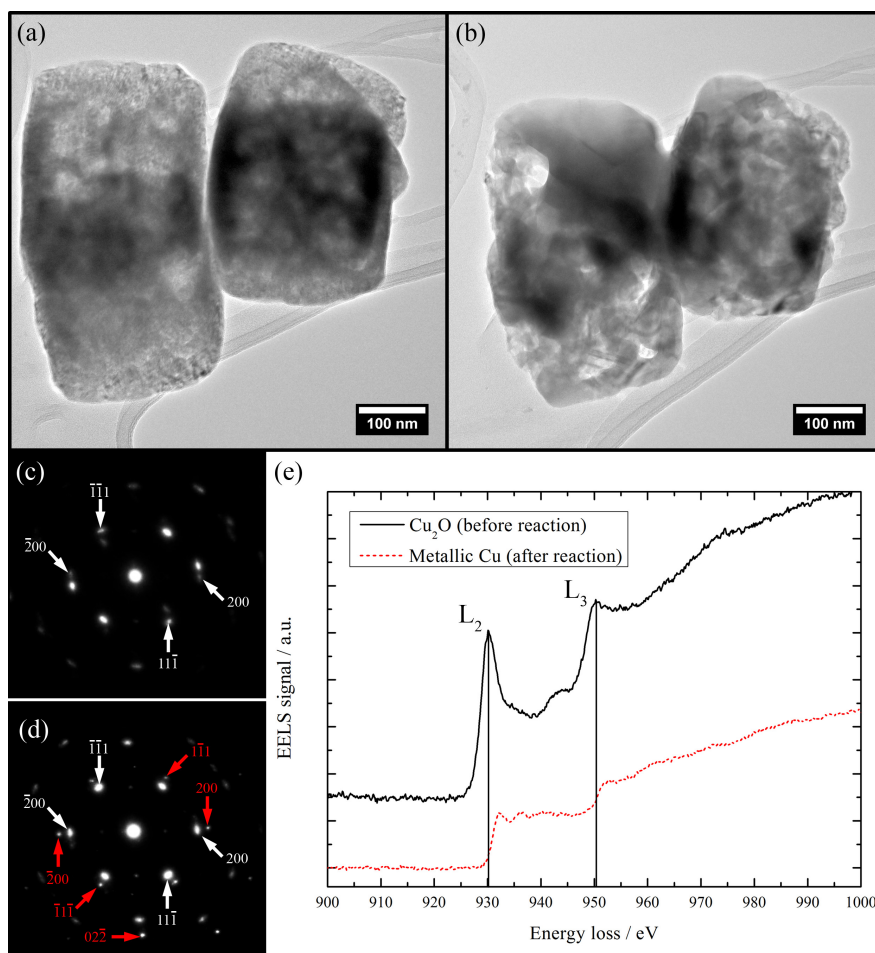 (a)
100 nm
(b)
100 nm
(c)
1̅1̅1
2̅00
200
111̅
(d)
1̅1̅1
11̅1
200
2̅00
2̅00
200
1̅11̅
111̅
022̅
(e)
Cu₂O (before reaction)
Metallic Cu (after reaction)
L₂
L₃
EELS signal / a.u.
900 910 920 930 940 950 960 970 980 990 1000
Energy loss / eV